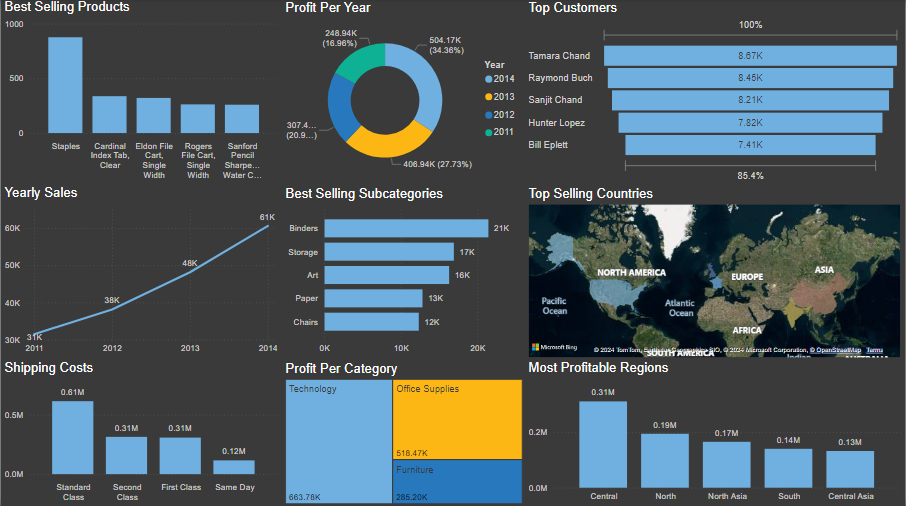 Best Selling Products
1000
500
0
Staples
Cardinal
Index Tab,
Clear
Eldon File
Cart,
Single
Width
Rogers
File Cart,
Single
Width
Sanford
Pencil
Sharpe...
Water C...
Profit Per Year
248.94K
(16.96%)
504.17K
(34.36%)
307.4...
(20.9...)
406.94K (27.73%)
Year
2014
2013
2012
2011
Top Customers
100%
Tamara Chand
8.67K
Raymond Buch
8.45K
Sanjit Chand
8.21K
Hunter Lopez
7.82K
Bill Eplett
7.41K
85.4%
Yearly Sales
60K
50K
40K
30K
31K
38K
48K
61K
2011
2012
2013
2014
Best Selling Subcategories
Binders
21K
Storage
17K
Art
16K
Paper
13K
Chairs
12K
0K
10K
20K
Top Selling Countries
NORTH AMERICA
EUROPE
ASIA
Pacific
Ocean
Atlantic
Ocean
AFRICA
SOUTH AMERICA
Indian
AUSTRALIA
Microsoft Bing
© 2024 TomTom, © 2024 Microsoft Corporation, © OpenStreetMap Terms
Shipping Costs
0.5M
0.0M
0.61M
0.31M
0.31M
0.12M
Standard
Class
Second
Class
First Class
Same Day
Profit Per Category
Technology
663.78K
Office Supplies
518.47K
Furniture
285.20K
Most Profitable Regions
0.2M
0.0M
0.31M
0.19M
0.17M
0.14M
0.13M
Central
North
North Asia
South
Central Asia